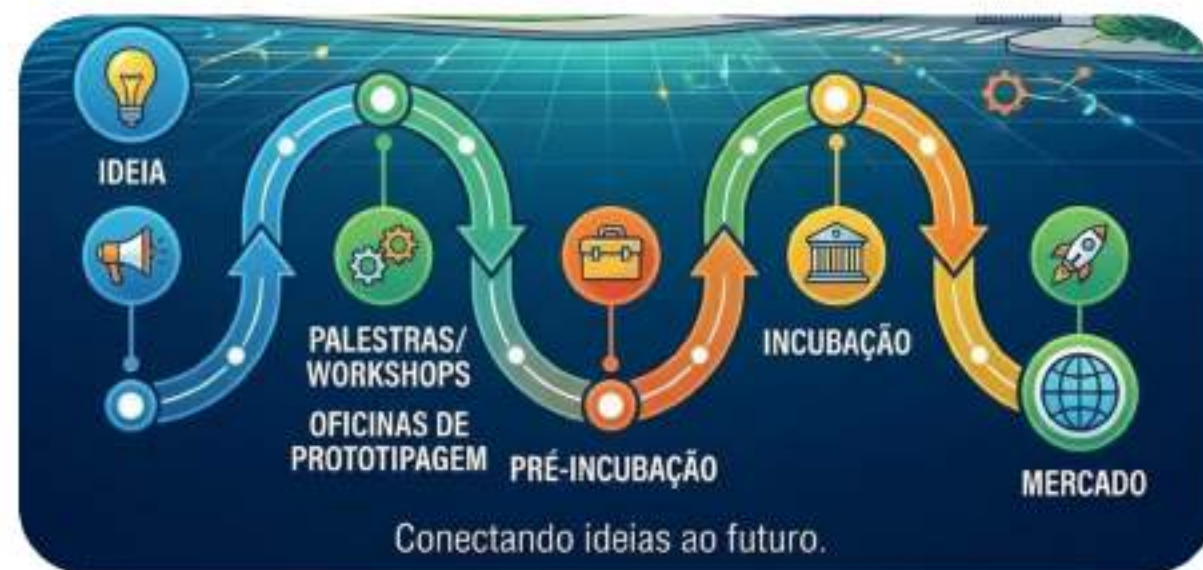 IDEIA
PALESTRAS/
WORKSHOPS
OFICINAS DE
PROTOTIPAGEM
PRÉ-INCUBAÇÃO
INCUBAÇÃO
MERCADO
Conectando ideias ao futuro.